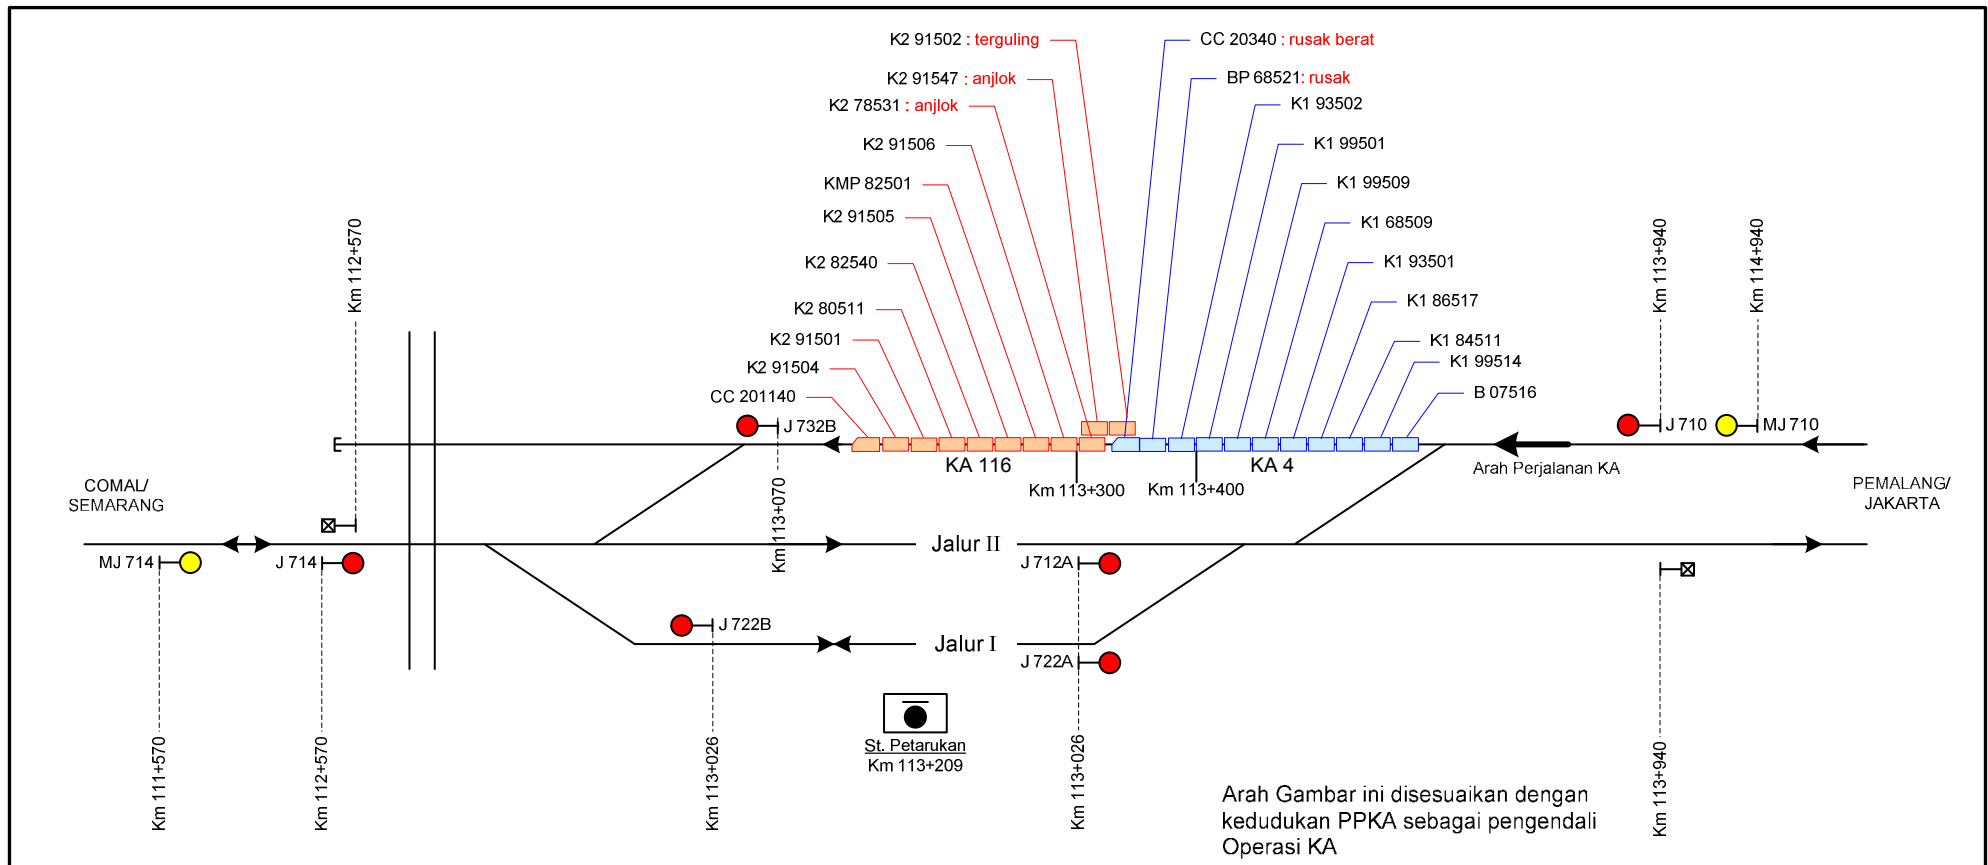 K2 91502 : terguling
CC 20340 : rusak berat
K2 91547 : anjlok
BP 68521: rusak
K2 78531 : anjlok
K1 93502
K2 91506
K1 99501
KMP 82501
K1 99509
K2 91505
K1 68509
K2 82540
K1 93501
K2 80511
K1 86517
K2 91501
K1 84511
K2 91504
K1 99514
CC 201140
B 07516
Km 112+570
Km 113+940
Km 114+940
J 732B
J 710
MJ 710
KA 116
KA 4
Arah Perjalanan KA
Km 113+300
Km 113+400
COMAL/
SEMARANG
PEMALANG/
JAKARTA
Km 113+070
Jalur II
MJ 714
J 714
J 712A
J 722B
Jalur I
J 722A
St. Petarukan
Km 113+209
Km 111+570
Km 112+570
Km 113+026
Km 113+026
Km 113+940
Arah Gambar ini disesuaikan dengan
kedudukan PPKA sebagai pengendali
Operasi KA